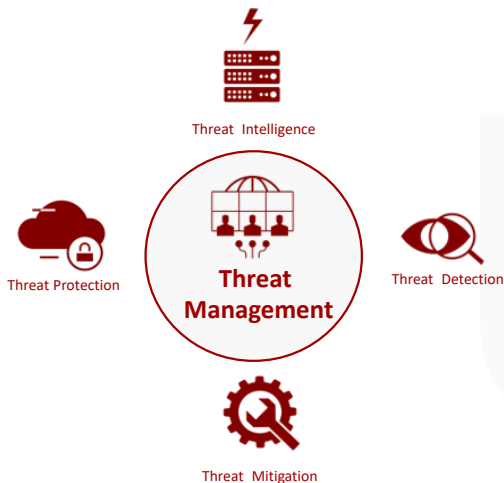 Threat Intelligence
Threat Protection
Threat
Management
Threat Detection
Threat Mitigation